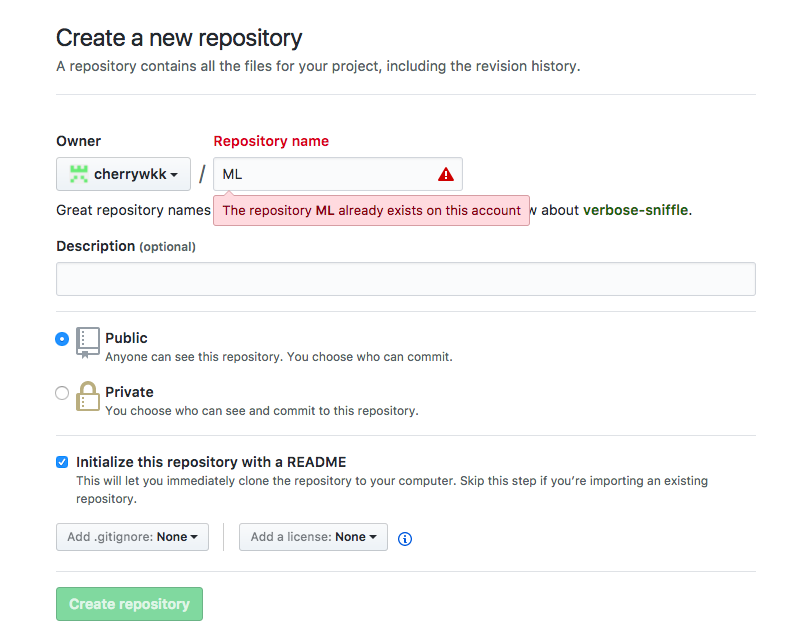 Create a new repository
A repository contains all the files for your project, including the revision history.
Owner
Repository name
cherrywkk
/
ML
Great repository names
The repository ML already exists on this account
about verbose-sniffle.
Description (optional)
Public
Anyone can see this repository. You choose who can commit.
Private
You choose who can see and commit to this repository.
Initialize this repository with a README
This will let you immediately clone the repository to your computer. Skip this step if you’re importing an existing
repository.
Add .gitignore: None
Add a license: None
Create repository